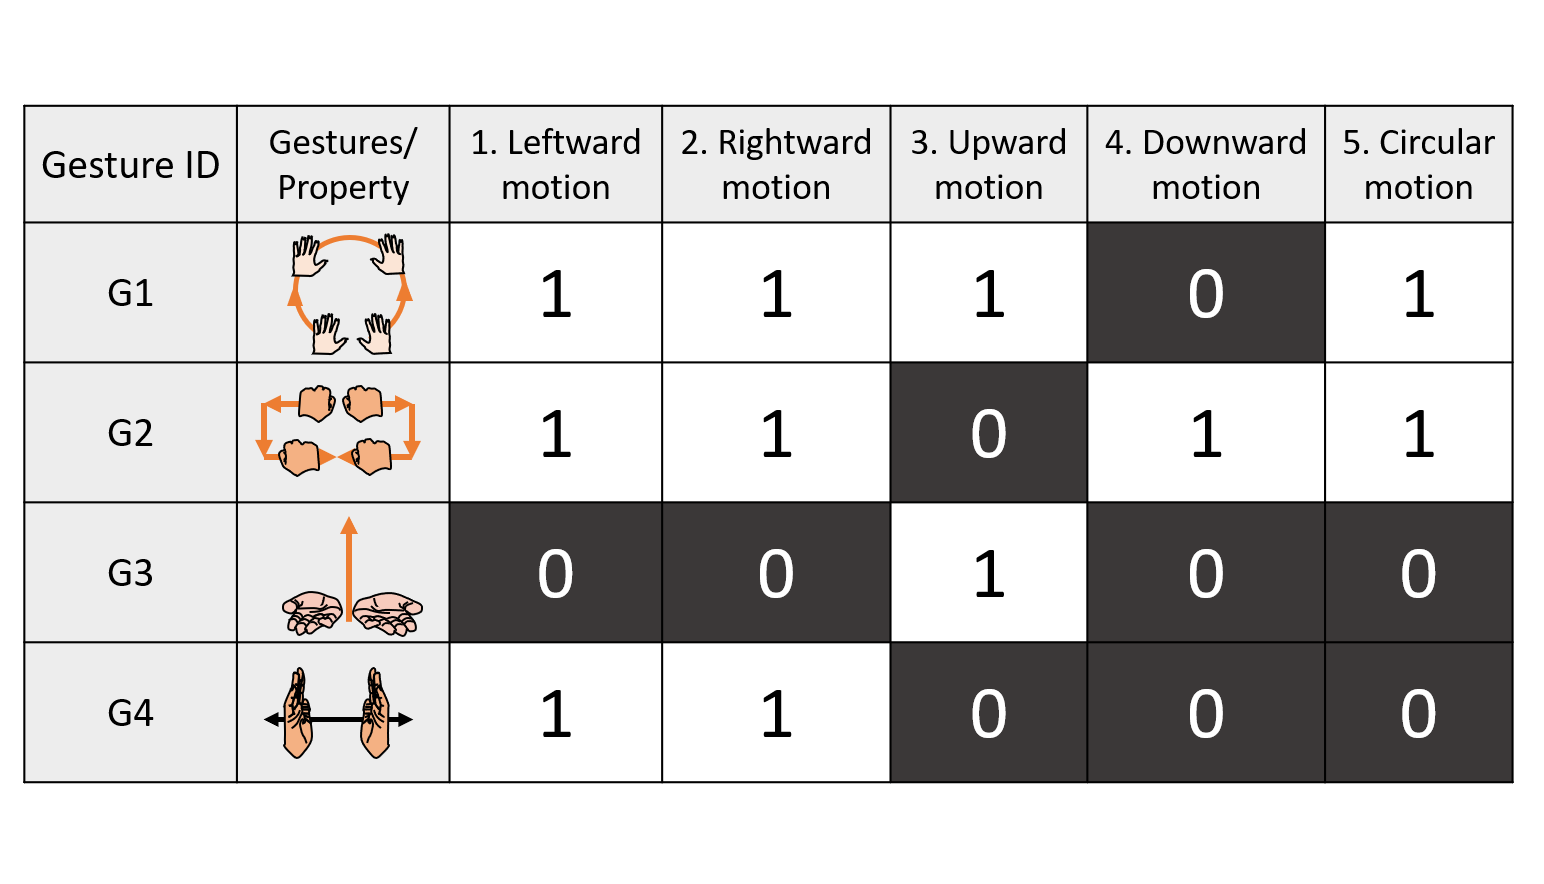 Gesture ID
Gestures/
Property
1. Leftward
motion
2. Rightward
motion
3. Upward
motion
4. Downward
motion
5. Circular
motion
G1
1
1
1
0
1
G2
1
1
0
1
1
G3
0
0
1
0
0
G4
1
1
0
0
0